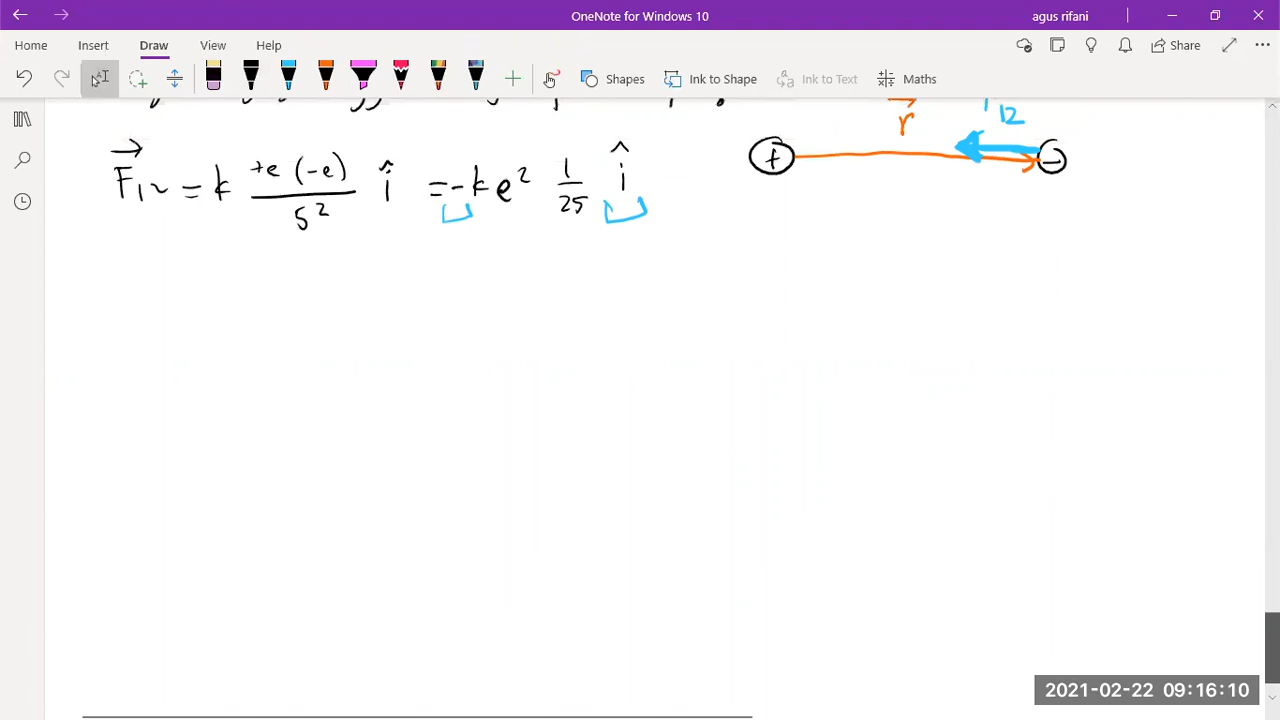 OneNote for Windows 10
agus rifani
Home Insert Draw View Help
Share
Shapes
Ink to Shape
Ink to Text
Maths
r
12
+
-
F12 = k +e (-e) / 5² î = -k e² 1/25 î
2021-02-22 09:16:10